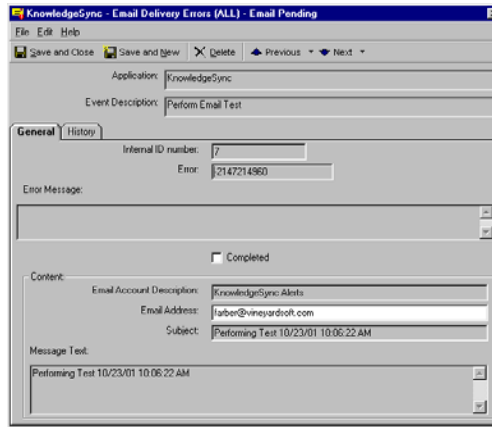 KnowledgeSync - Email Delivery Errors (ALL) - Email Pending
File Edit Help
Save and Close Save and New Delete Previous Next
Application: KnowledgeSync
Event Description: Perform Email Test
General History
Internal ID number: 7
Error: -2147214960
Error Message:
Completed
Content:
Email Account Description: KnowledgeSync Alerts
Email Address: farber@vineyardsoft.com
Subject: Performing Test 10/23/01 10:06:22 AM
Message Text:
Performing Test 10/23/01 10:06:22 AM